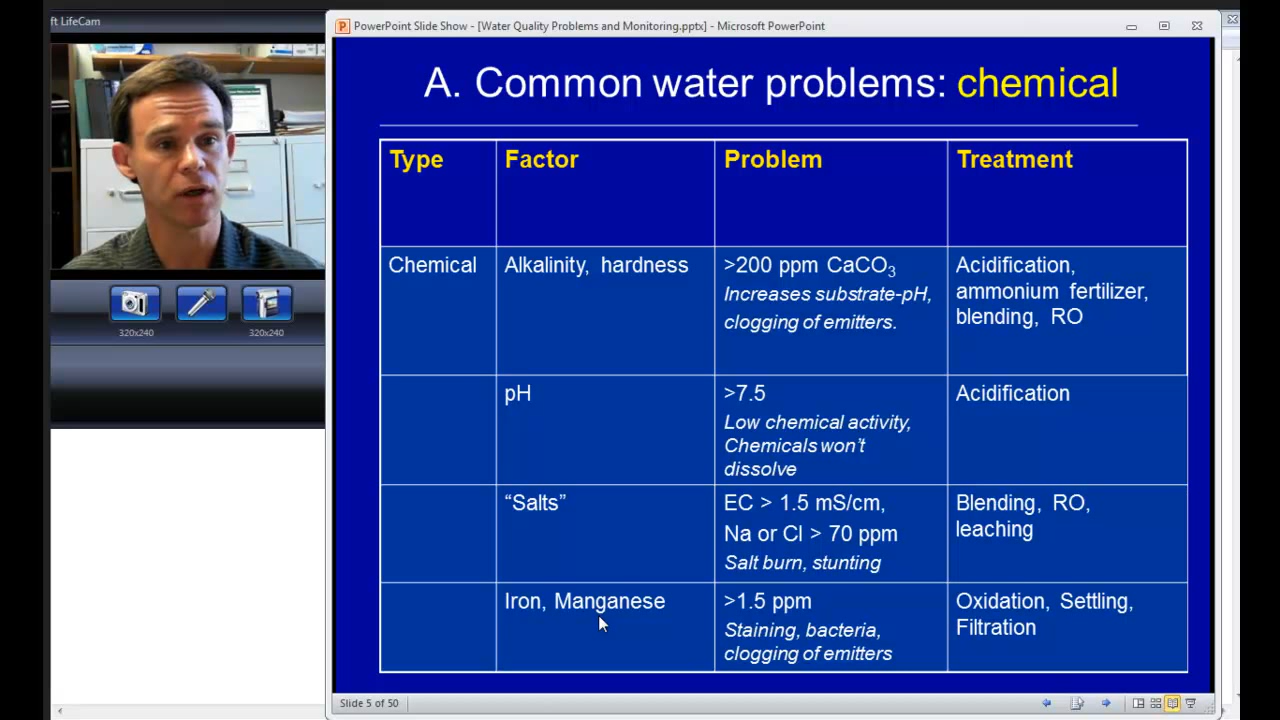 ft LifeCam
PowerPoint Slide Show - [Water Quality Problems and Monitoring.pptx] - Microsoft PowerPoint
A. Common water problems: chemical
Type
Factor
Problem
Treatment
Chemical
Alkalinity, hardness
>200 ppm CaCO3
Increases substrate-pH,
clogging of emitters.
Acidification,
ammonium fertilizer,
blending, RO
pH
>7.5
Low chemical activity,
Chemicals won't
dissolve
Acidification
“Salts”
EC > 1.5 mS/cm,
Na or Cl > 70 ppm
Salt burn, stunting
Blending, RO,
leaching
Iron, Manganese
>1.5 ppm
Staining, bacteria,
clogging of emitters
Oxidation, Settling,
Filtration
320x240
320x240
Slide 5 of 50